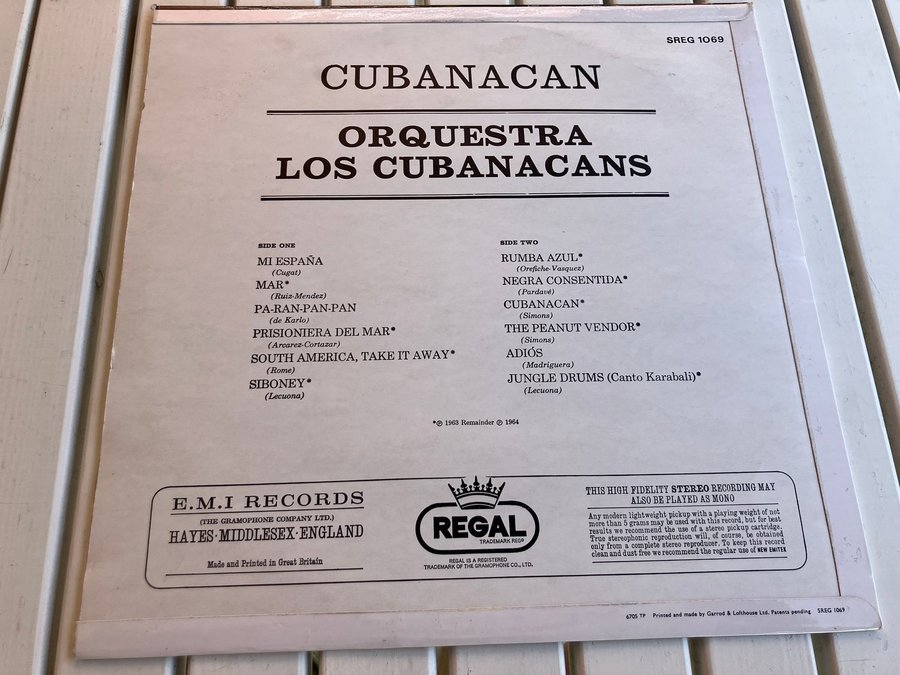 SREG 1069
CUBANACAN
ORQUESTRA
LOS CUBANACANS
SIDE ONE
MI ESPAÑA
(Cugat)
MAR*
(Ruiz-Mendez)
PA-RAN-PAN-PAN
(de Karlo)
PRISIONIERA DEL MAR*
(Arvarez-Cortazar)
SOUTH AMERICA, TAKE IT AWAY*
(Rome)
SIBONEY*
(Lecuona)
SIDE TWO
RUMBA AZUL*
(Orefiche-Vasquez)
NEGRA CONSENTIDA*
(Pardavé)
CUBANACAN*
(Simons)
THE PEANUT VENDOR*
(Simons)
ADIÓS
(Madriguera)
JUNGLE DRUMS (Canto Karabali)*
(Lecuona)
*℗ 1963 Remainder ℗ 1964
E.M.I RECORDS
(THE GRAMOPHONE COMPANY LTD.)
HAYES·MIDDLESEX·ENGLAND
Made and Printed in Great Britain
REGAL
TRADEMARK REGD
REGAL IS A REGISTERED
TRADEMARK OF THE GRAMOPHONE CO., LTD.
THIS HIGH FIDELITY STEREO RECORDING MAY
ALSO BE PLAYED AS MONO
Any modern lightweight pickup with a playing weight of not
more than 5 grams may be used with this record, but for best
results we recommend the use of a stereo pickup cartridge.
True stereophonic reproduction will, of course, be obtained
only from a complete stereo reproducer. To keep this record
clean and dust free we recommend the regular use of NEW EMITEX
6705 TP Printed and made by Garrod & Lofthouse Ltd. Patents pending SREG 1069